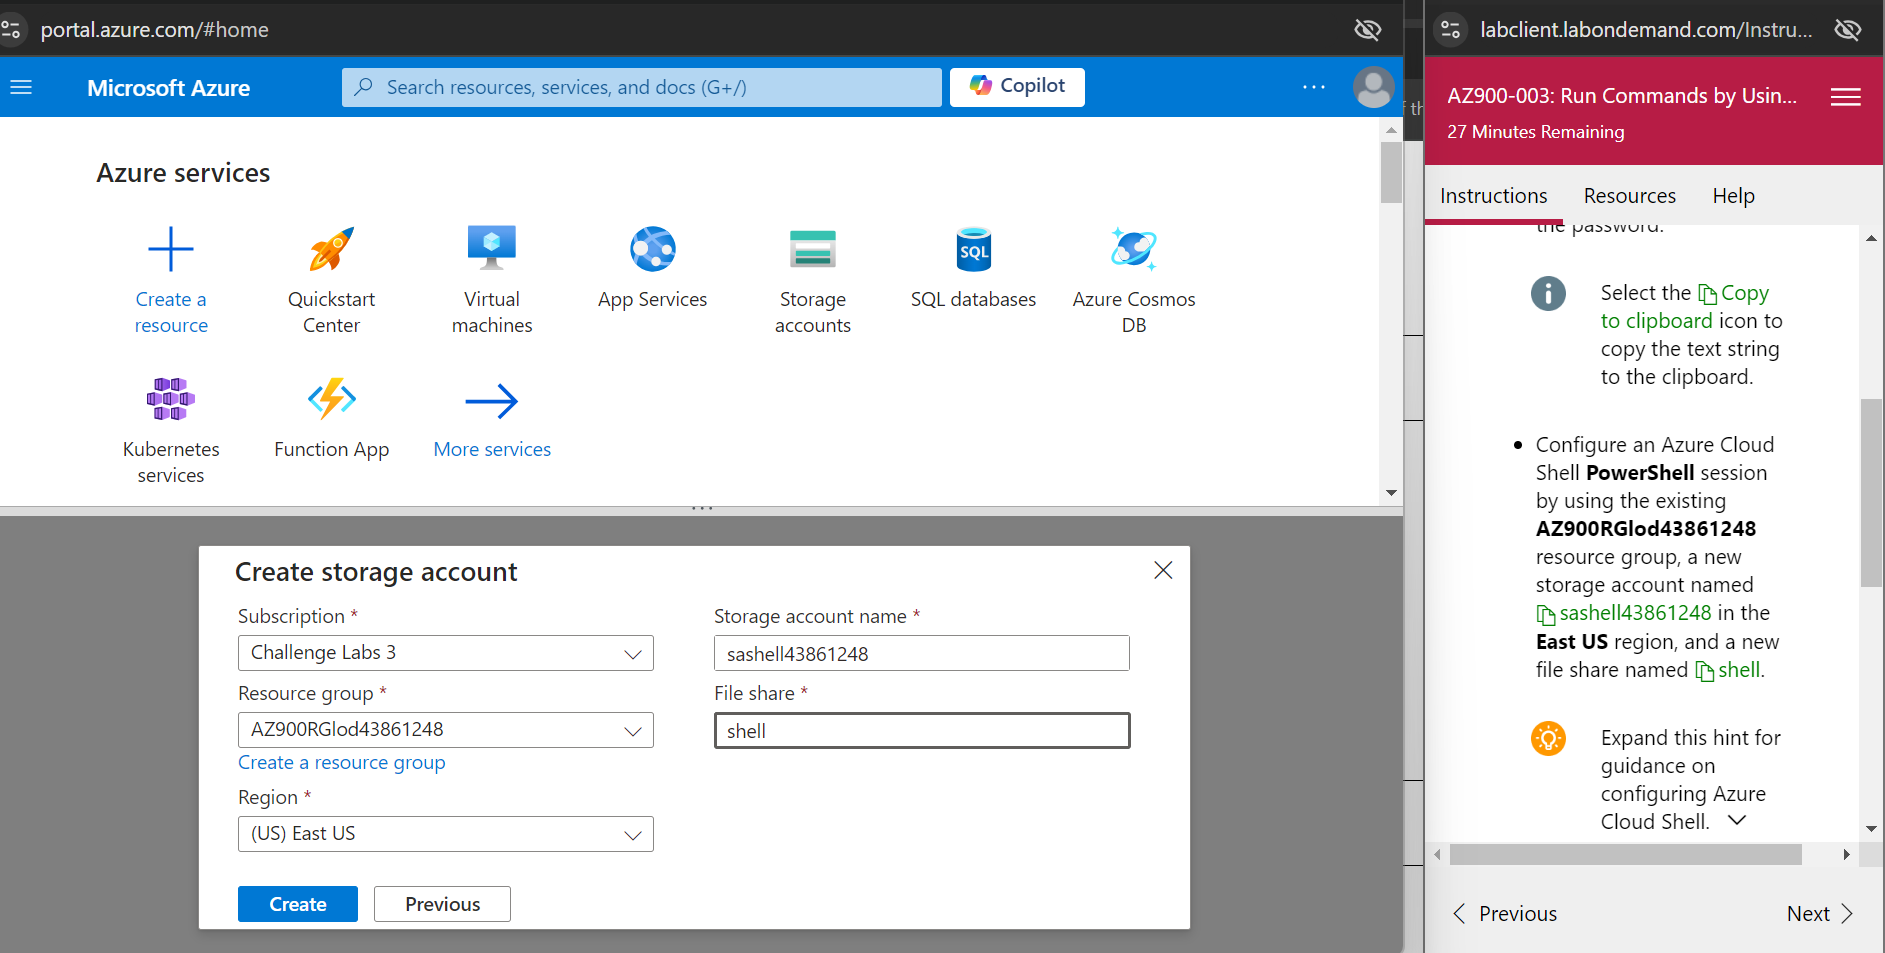 portal.azure.com/#home
Microsoft Azure
Search resources, services, and docs (G+/)
Copilot
Azure services
Create a
resource
Quickstart
Center
Virtual
machines
App Services
Storage
accounts
SQL
SQL databases
Azure Cosmos
DB
Kubernetes
services
Function App
More services
Create storage account
Subscription *
Challenge Labs 3
Resource group *
AZ900RGlod43861248
Create a resource group
Region *
(US) East US
Storage account name *
sashell43861248
File share *
shell
Create
Previous
labclient.labondemand.com/Instru...
AZ900-003: Run Commands by Usin...
27 Minutes Remaining
Instructions
Resources
Help
the password.
Select the Copy
to clipboard icon to
copy the text string
to the clipboard.
• Configure an Azure Cloud
Shell PowerShell session
by using the existing
AZ900RGlod43861248
resource group, a new
storage account named
sashell43861248 in the
East US region, and a new
file share named shell.
Expand this hint for
guidance on
configuring Azure
Cloud Shell.
Previous
Next